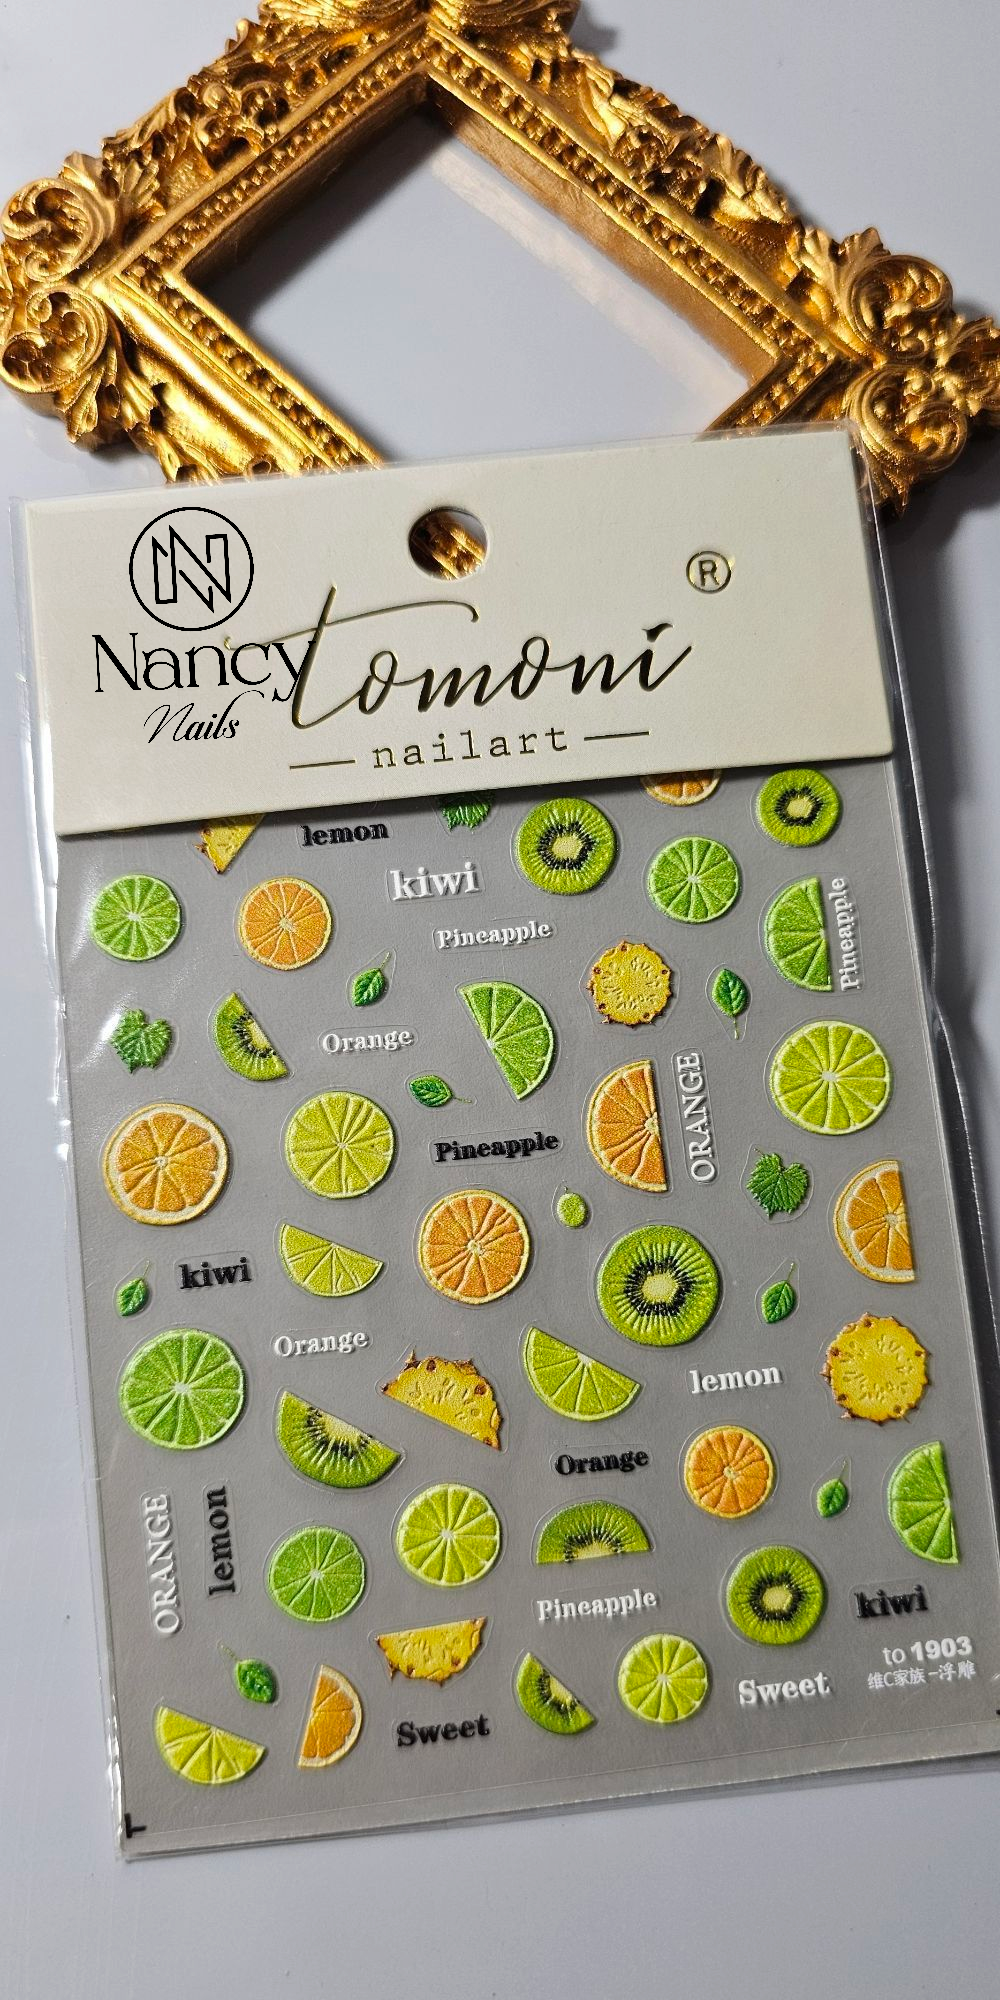 N
Nancy
Nails
Tomoni ®
nailart
lemon
kiwi
Pineapple
Pineapple
Orange
ORANGE
Pineapple
kiwi
Orange
lemon
Orange
ORANGE
lemon
Pineapple
kiwi
to 1903
维C家族-浮雕
Sweet
Sweet
T